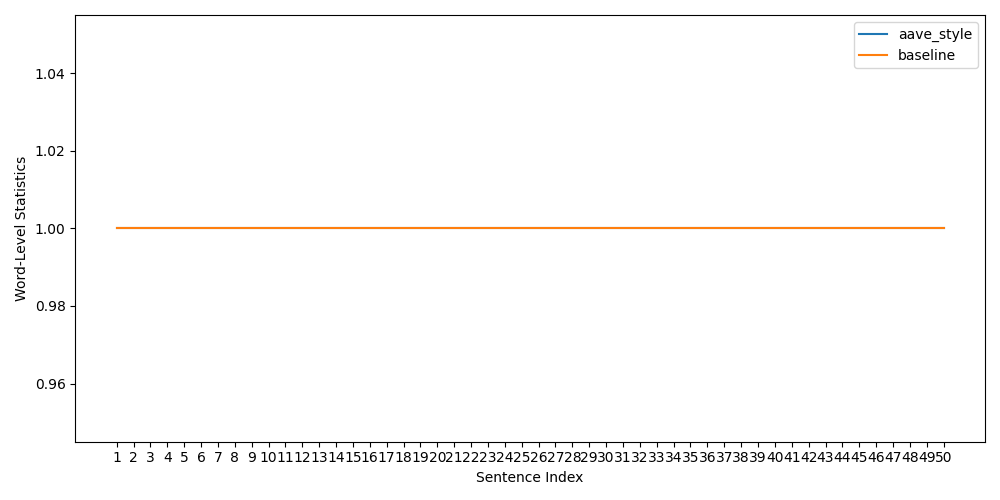 aave_style
baseline
1.04
1.02
1.00
0.98
0.96
Word-Level Statistics
1 2 3 4 5 6 7 8 9 10 11 12 13 14 15 16 17 18 19 20 21 22 23 24 25 26 27 28 29 30 31 32 33 34 35 36 37 38 39 40 41 42 43 44 45 46 47 48 49 50
Sentence Index